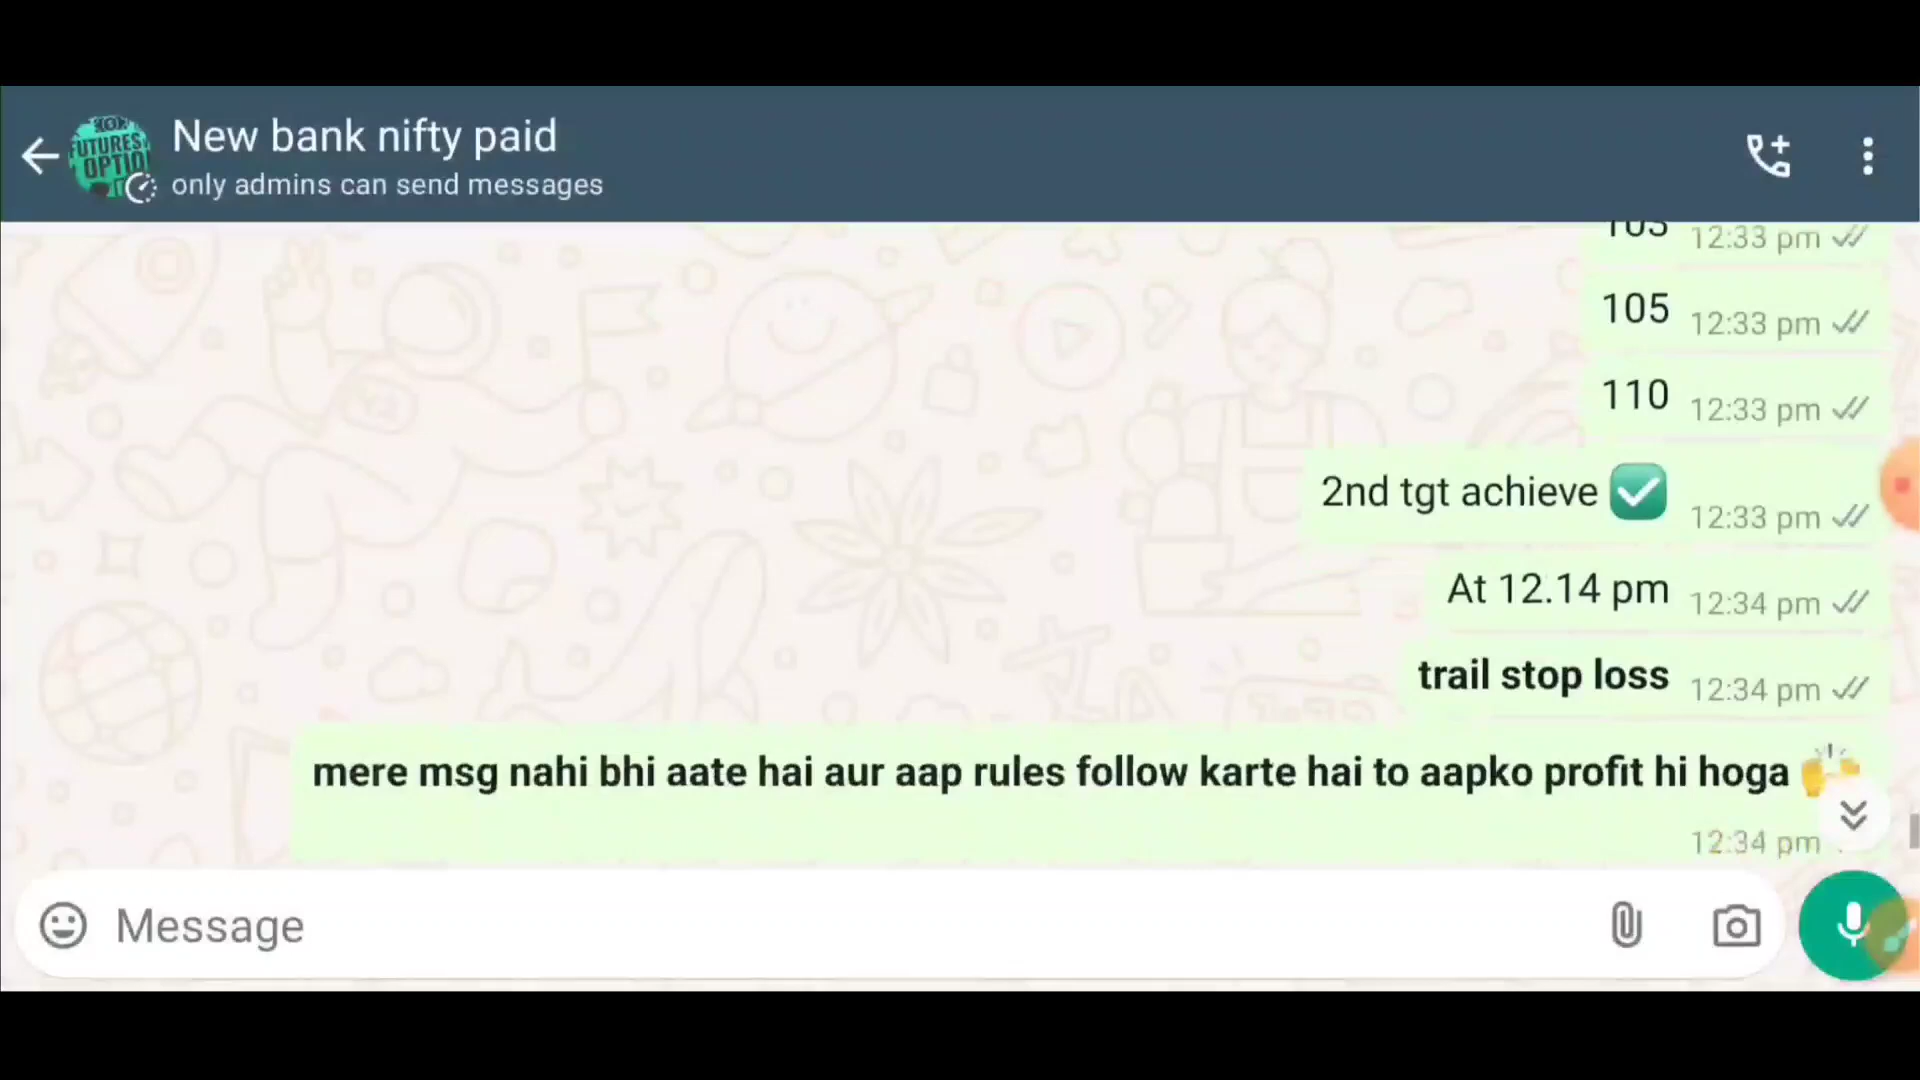 New bank nifty paid
only admins can send messages
FUTURES
12:33 pm
105 12:33 pm
110 12:33 pm
2nd tgt achieve ✅ 12:33 pm
At 12.14 pm 12:34 pm
trail stop loss 12:34 pm
mere msg nahi bhi aate hai aur aap rules follow karte hai to aapko profit hi hoga 🙌
12:34 pm
Message